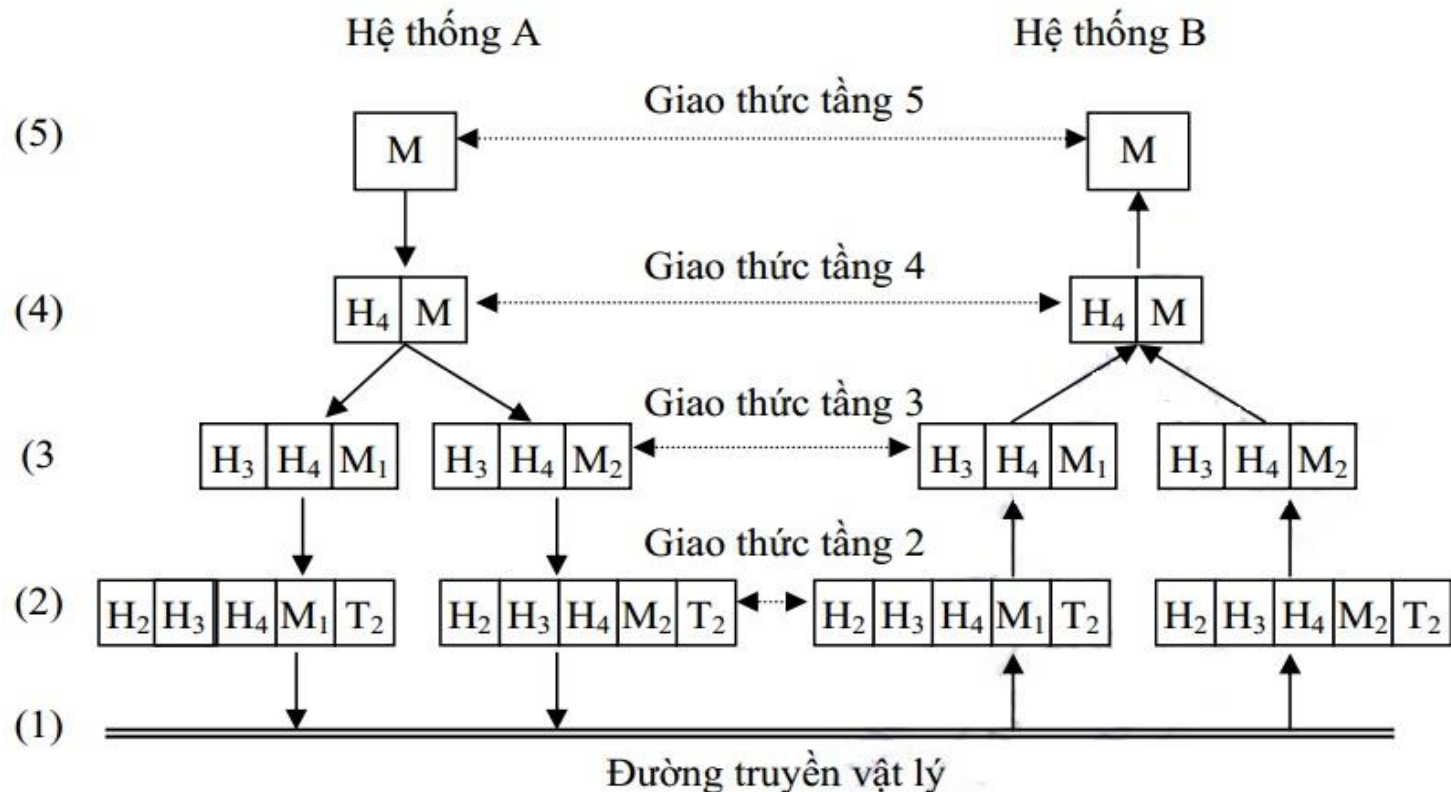 Hệ thống A Hệ thống B
Giao thức tầng 5
(5) M M
Giao thức tầng 4
(4) H₄ M H₄ M
Giao thức tầng 3
(3 H₃ H₄ M₁ H₃ H₄ M₂ H₃ H₄ M₁ H₃ H₄ M₂
Giao thức tầng 2
(2) H₂ H₃ H₄ M₁ T₂ H₂ H₃ H₄ M₂ T₂ H₂ H₃ H₄ M₁ T₂ H₂ H₃ H₄ M₂ T₂
(1)
Đường truyền vật lý